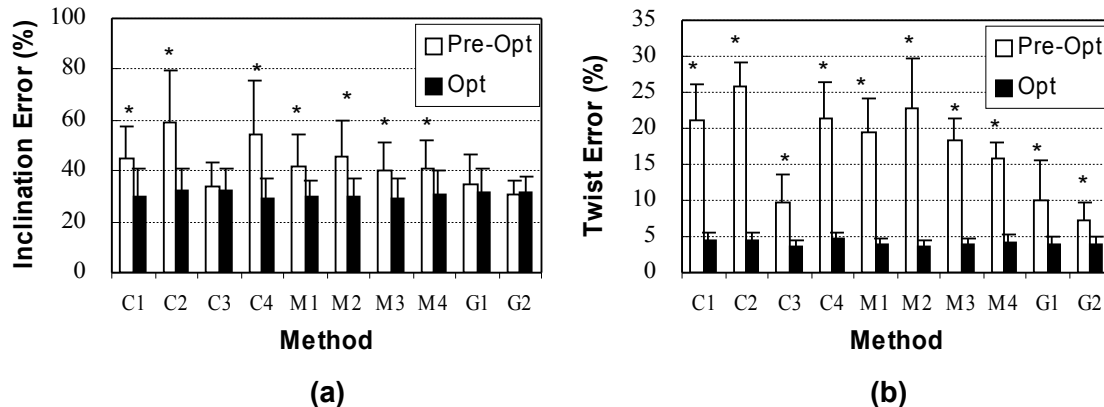 Inclination Error (%)
100
80
60
40
20
0
* * * * * * *
Pre-Opt
Opt
C1 C2 C3 C4 M1 M2 M3 M4 G1 G2
Method
(a)
Twist Error (%)
35
30
25
20
15
10
5
0
* * * * * * * * * *
Pre-Opt
Opt
C1 C2 C3 C4 M1 M2 M3 M4 G1 G2
Method
(b)